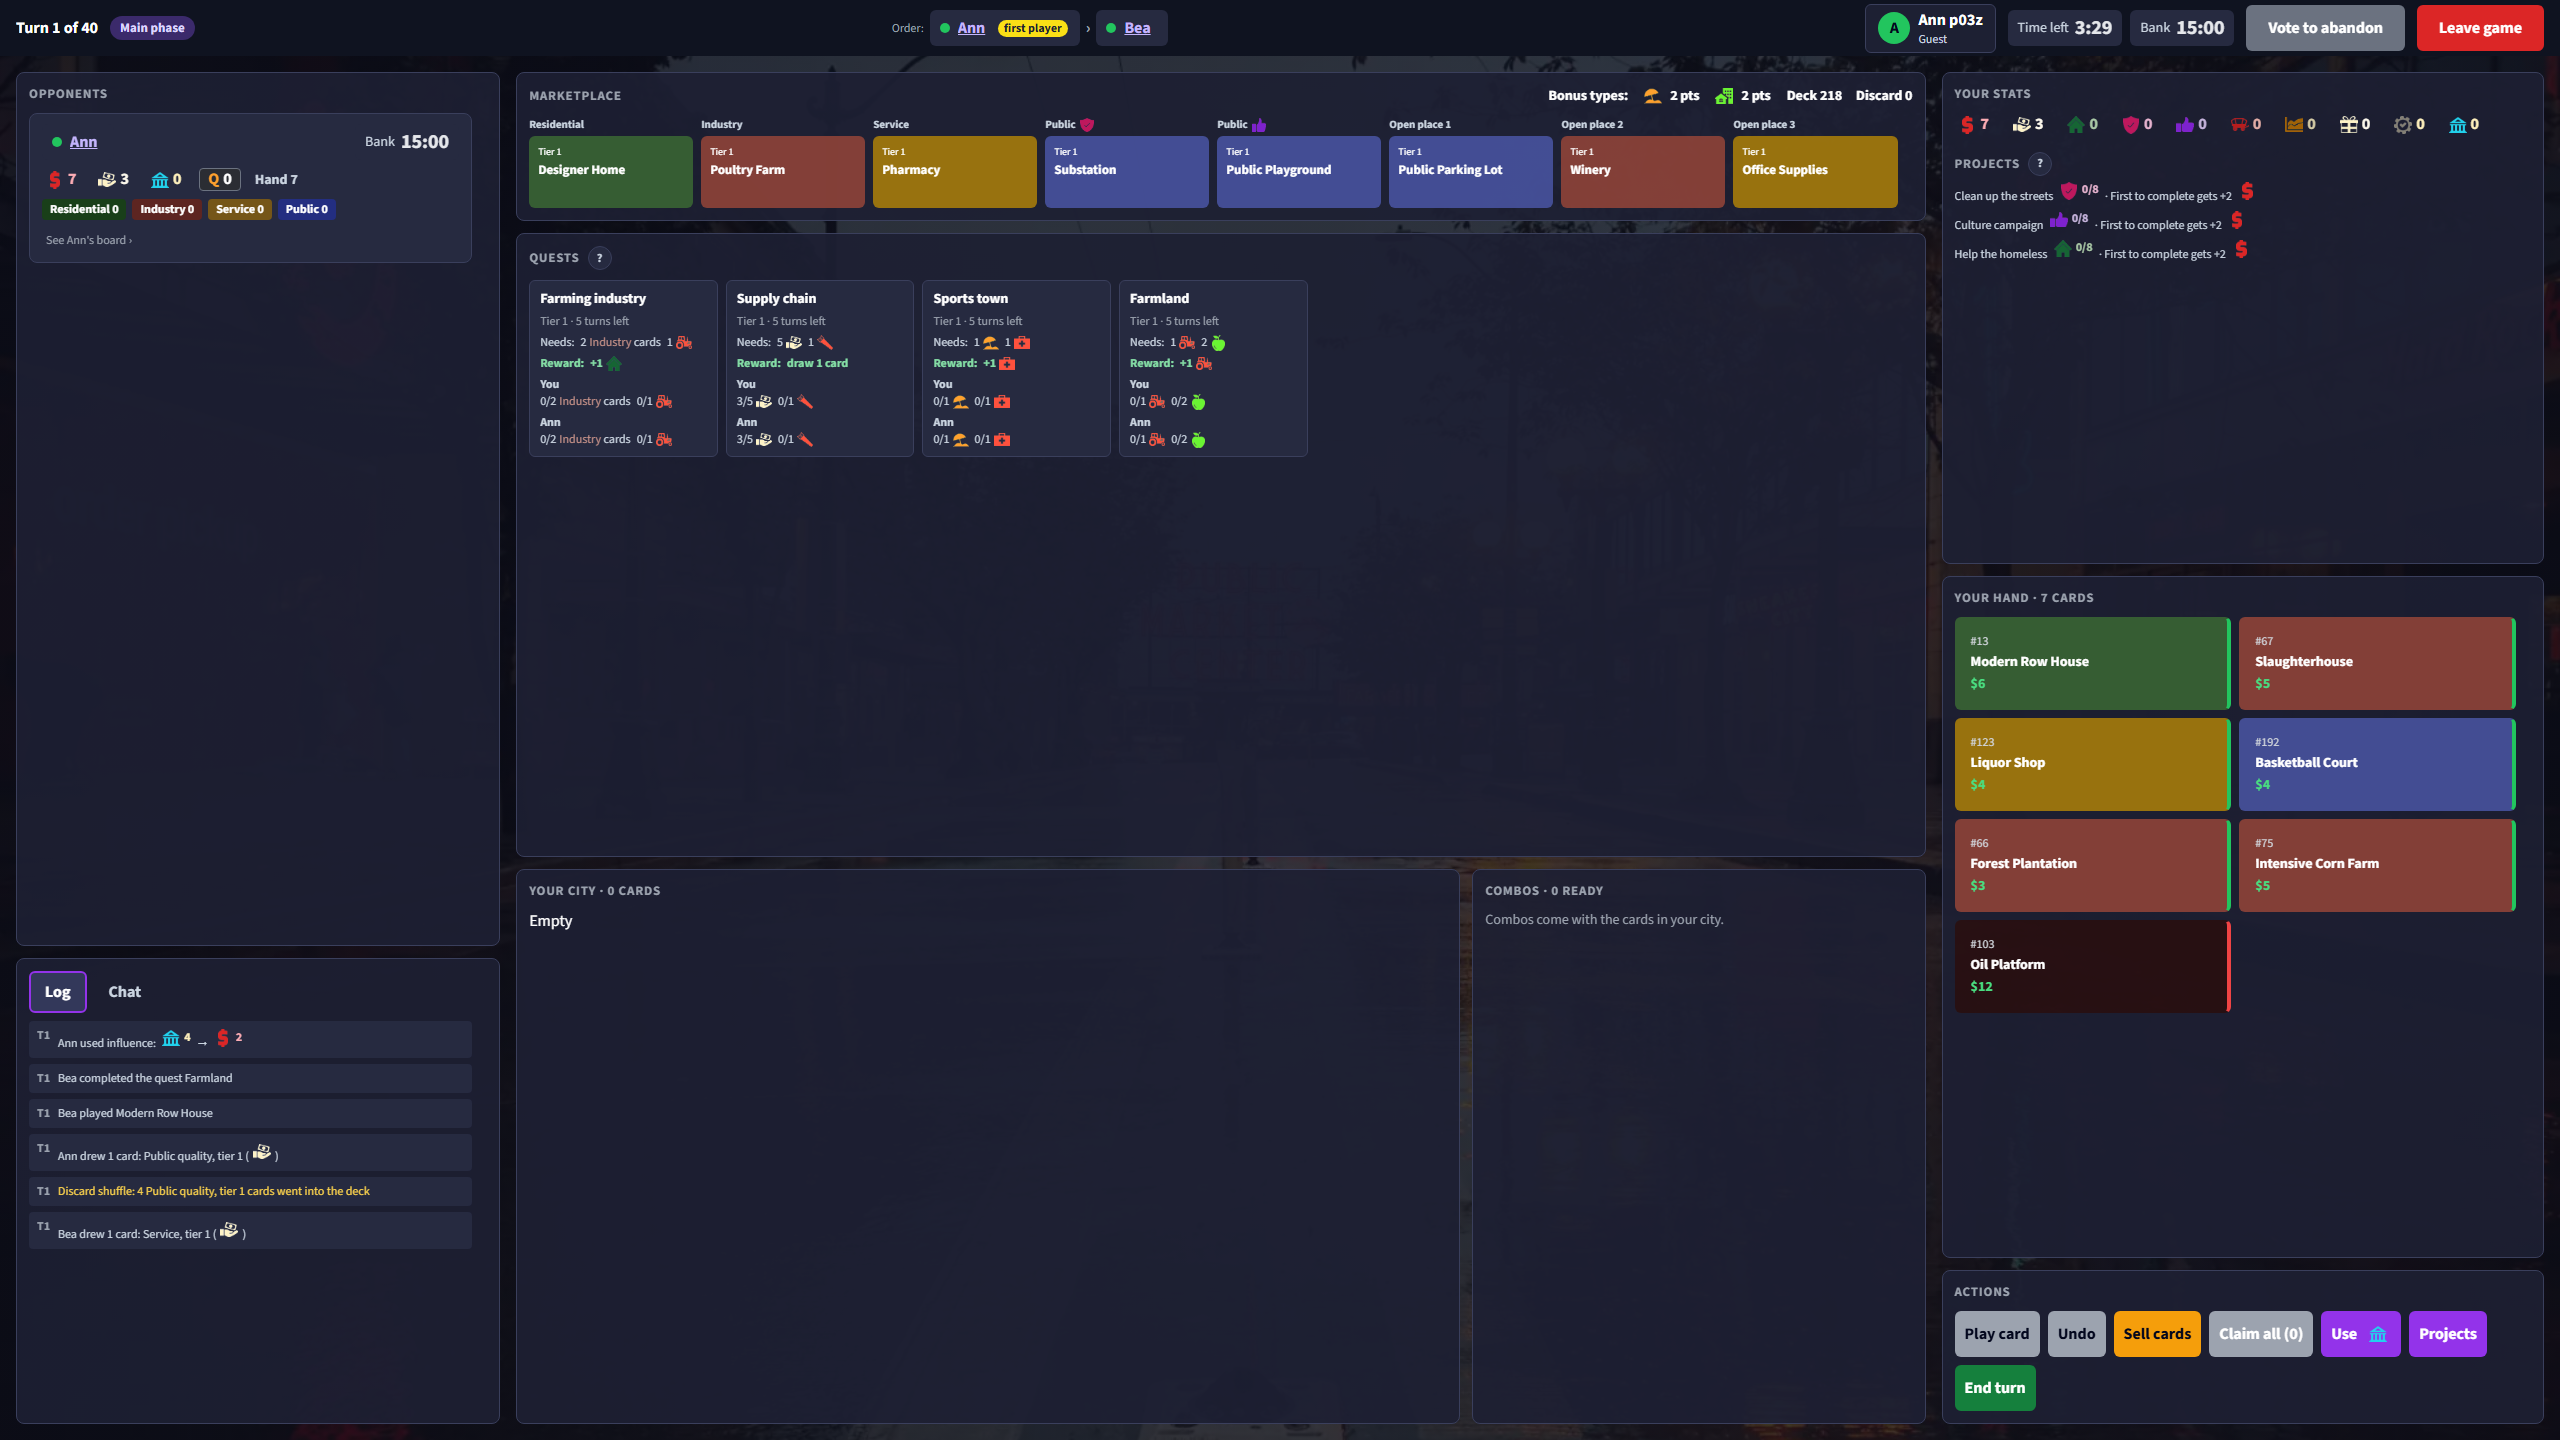 Turn 1 of 40 Main phase
Order: Ann first player › Bea
A Ann p03z Guest
Time left 3:29
Bank 15:00
Vote to abandon
Leave game
OPPONENTS
Ann Bank 15:00
7 3 0 Q 0 Hand 7
Residential 0 Industry 0 Service 0 Public 0
See Ann's board ›
Log Chat
T1 Ann used influence: 4 → 2
T1 Bea completed the quest Farmland
T1 Bea played Modern Row House
T1 Ann drew 1 card: Public quality, tier 1 ( )
T1 Discard shuffle: 4 Public quality, tier 1 cards went into the deck
T1 Bea drew 1 card: Service, tier 1 ( )
MARKETPLACE
Bonus types: 2 pts 2 pts Deck 218 Discard 0
Residential
Tier 1
Designer Home
Industry
Tier 1
Poultry Farm
Service
Tier 1
Pharmacy
Public
Tier 1
Substation
Public
Tier 1
Public Playground
Open place 1
Tier 1
Public Parking Lot
Open place 2
Tier 1
Winery
Open place 3
Tier 1
Office Supplies
QUESTS ?
Farming industry
Tier 1 · 5 turns left
Needs: 2 Industry cards 1
Reward: +1
You
0/2 Industry cards 0/1
Ann
0/2 Industry cards 0/1
Supply chain
Tier 1 · 5 turns left
Needs: 5 1
Reward: draw 1 card
You
3/5 0/1
Ann
3/5 0/1
Sports town
Tier 1 · 5 turns left
Needs: 1 1
Reward: +1
You
0/1 0/1
Ann
0/1 0/1
Farmland
Tier 1 · 5 turns left
Needs: 1 2
Reward: +1
You
0/1 0/2
Ann
0/1 0/2
YOUR CITY · 0 CARDS
Empty
COMBOS · 0 READY
Combos come with the cards in your city.
YOUR STATS
7 3 0 0 0 0 0 0 0 0
PROJECTS ?
Clean up the streets 0/8 · First to complete gets +2
Culture campaign 0/8 · First to complete gets +2
Help the homeless 0/8 · First to complete gets +2
YOUR HAND · 7 CARDS
#13
Modern Row House
$6
#67
Slaughterhouse
$5
#123
Liquor Shop
$4
#192
Basketball Court
$4
#66
Forest Plantation
$3
#75
Intensive Corn Farm
$5
#103
Oil Platform
$12
ACTIONS
Play card Undo Sell cards Claim all (0) Use Projects
End turn